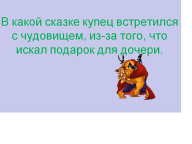 В какой сказке купец встретился
с чудовищем, из-за того, что
искал подарок для дочери.